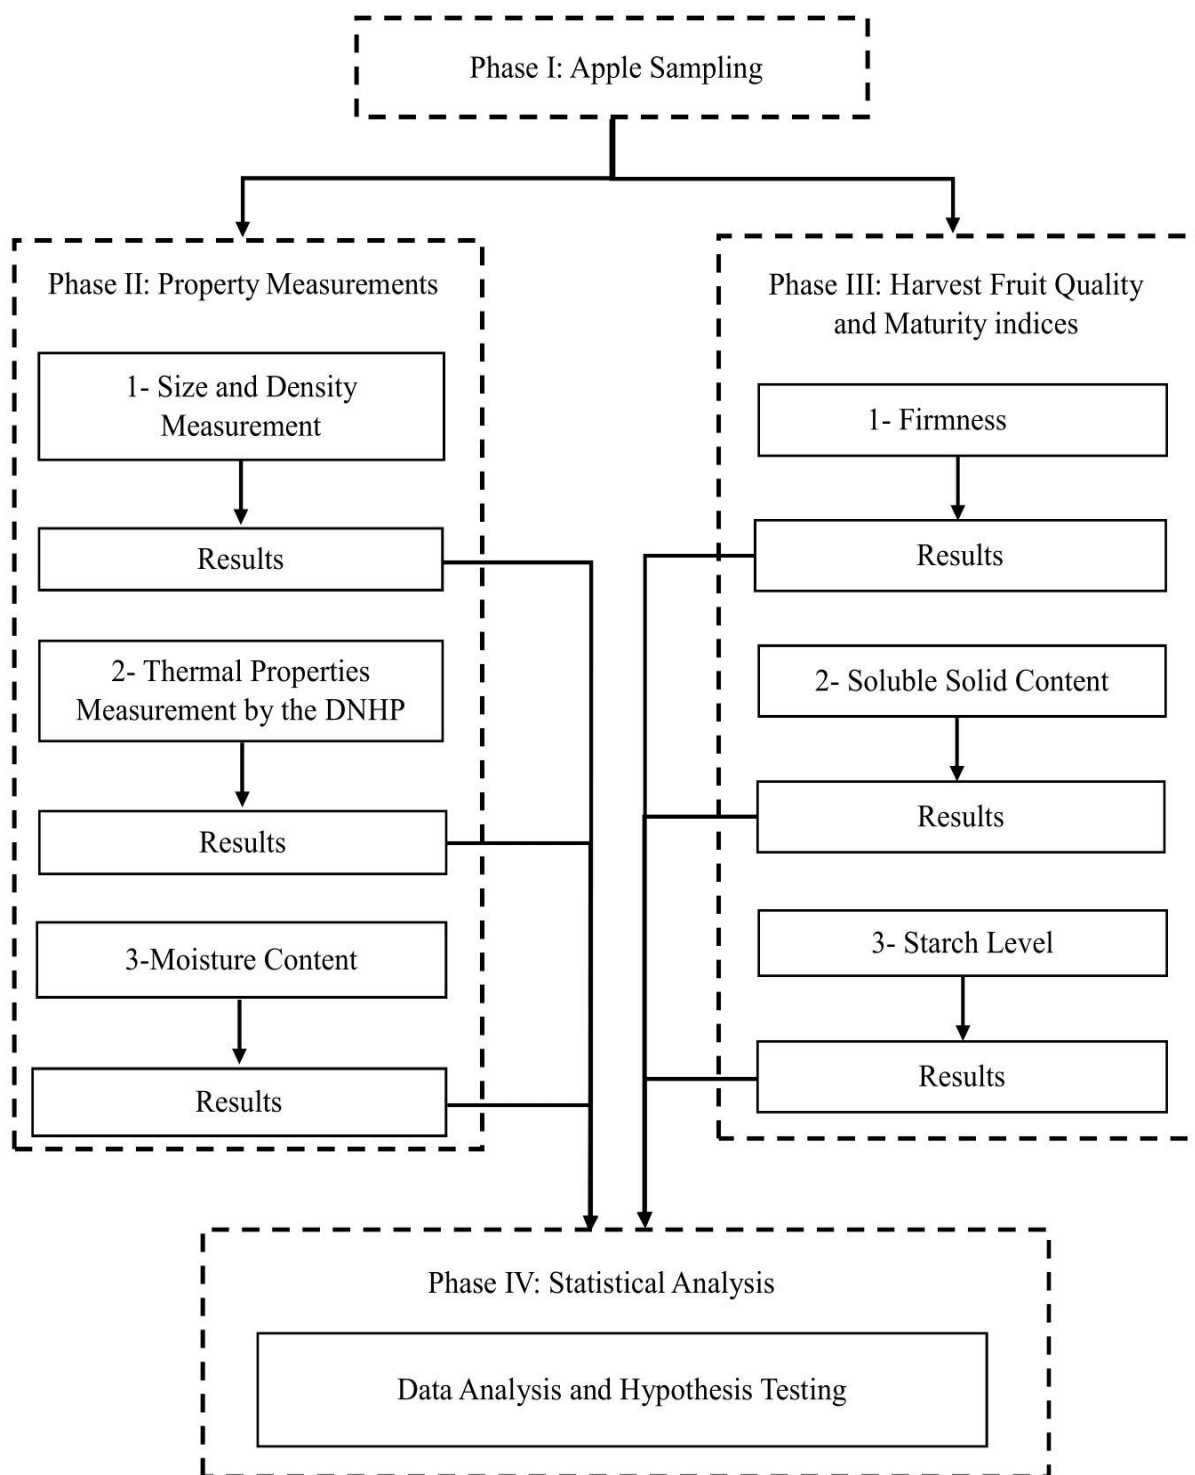 Phase I: Apple Sampling
Phase II: Property Measurements
1- Size and Density
Measurement
Results
2- Thermal Properties
Measurement by the DNHP
Results
3-Moisture Content
Results
Phase III: Harvest Fruit Quality
and Maturity indices
1- Firmness
Results
2- Soluble Solid Content
Results
3- Starch Level
Results
Phase IV: Statistical Analysis
Data Analysis and Hypothesis Testing